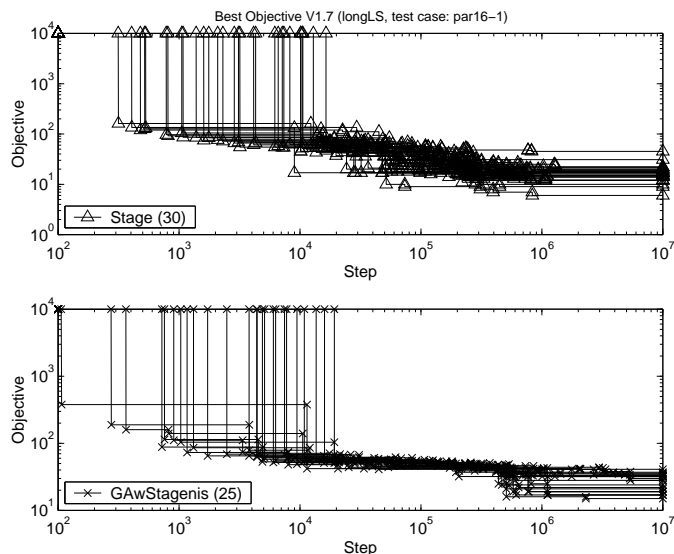 Best Objective V1.7 (longLS, test case: par16−1)
10^4
10^3
10^2
10^1
10^0
Objective
Stage (30)
10^2 10^3 10^4 10^5 10^6 10^7
Step
10^4
10^3
10^2
10^1
Objective
GAwStagenis (25)
10^2 10^3 10^4 10^5 10^6 10^7
Step